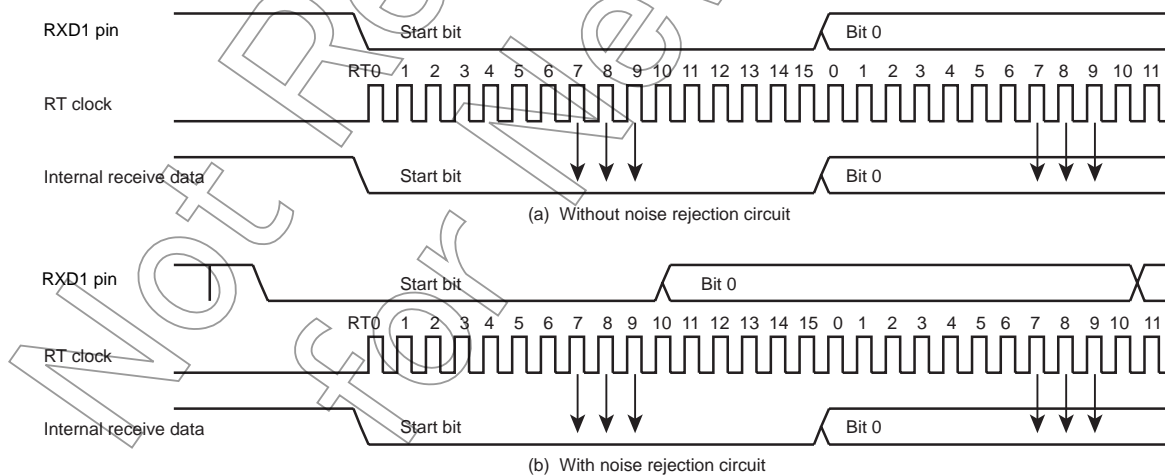 RXD1 pin
Start bit
Bit 0
RT0 1 2 3 4 5 6 7 8 9 10 11 12 13 14 15 0 1 2 3 4 5 6 7 8 9 10 11
RT clock
Internal receive data
Start bit
Bit 0
(a) Without noise rejection circuit
RXD1 pin
Start bit
Bit 0
RT0 1 2 3 4 5 6 7 8 9 10 11 12 13 14 15 0 1 2 3 4 5 6 7 8 9 10 11
RT clock
Internal receive data
Start bit
Bit 0
(b) With noise rejection circuit
Not Re
for Ne